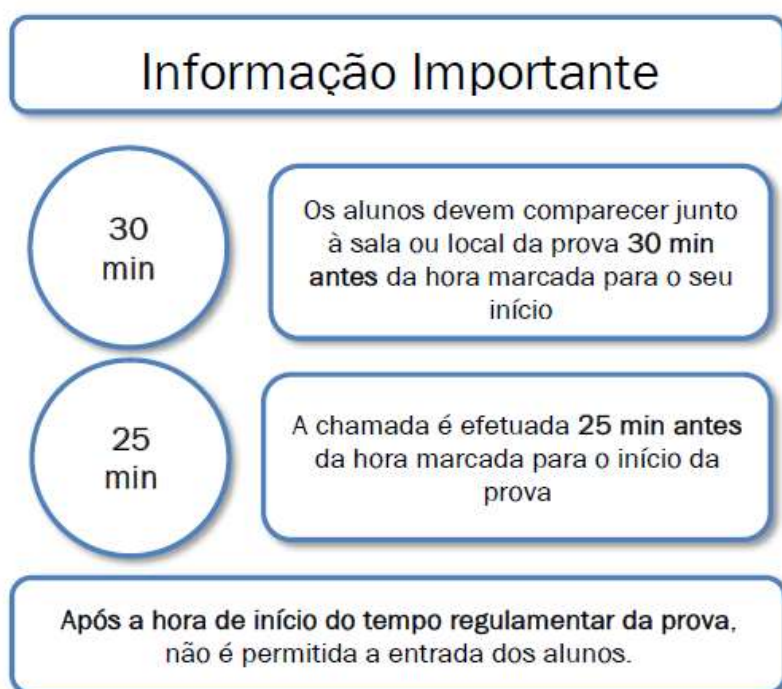 Informação Importante
30
min
Os alunos devem comparecer junto
à sala ou local da prova 30 min
antes da hora marcada para o seu
início
25
min
A chamada é efetuada 25 min antes
da hora marcada para o início da
prova
Após a hora de início do tempo regulamentar da prova,
não é permitida a entrada dos alunos.